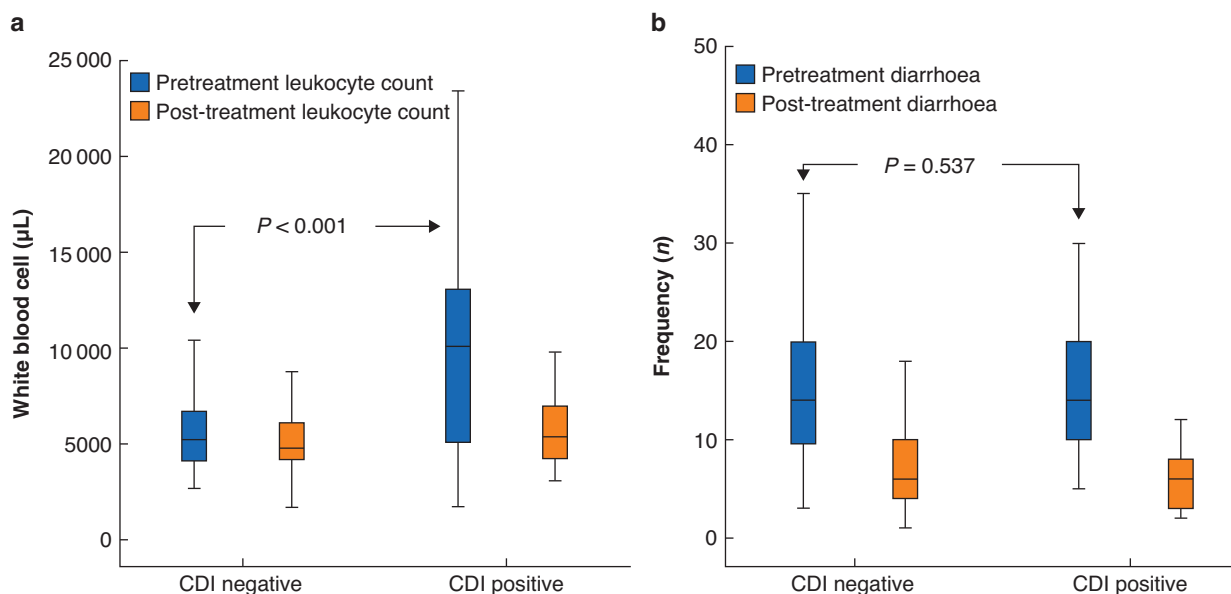 a
25 000
20 000
15 000
10 000
5000
0
White blood cell (µL)
Pretreatment leukocyte count
Post-treatment leukocyte count
P < 0.001
CDI negative
CDI positive
b
50
40
30
20
10
0
Frequency (n)
Pretreatment diarrhoea
Post-treatment diarrhoea
P = 0.537
CDI negative
CDI positive